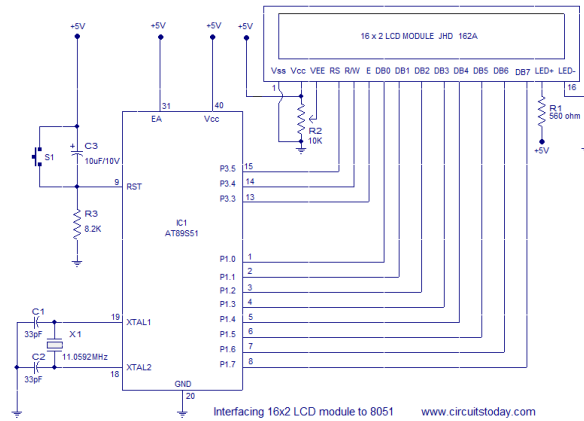 +5V +5V +5V +5V
16 x 2 LCD MODULE JHD 162A
Vss Vcc VEE RS R/W E DB0 DB1 DB2 DB3 DB4 DB5 DB6 DB7 LED+ LED-
1 16
31 40
EA Vcc
R1
560 ohm
+5V
R2
10K
S1
C3
10uF/10V
9 RST
R3
8.2K
IC1
AT89S51
P3.5 15
P3.4 14
P3.3 13
P1.0 1
P1.1 2
P1.2 3
P1.3 4
P1.4 5
P1.5 6
P1.6 7
P1.7 8
C1
33pF
19 XTAL1
X1
11.0592MHz
C2
33pF
18 XTAL2
GND
20
Interfacing 16x2 LCD module to 8051 www.circuitstoday.com